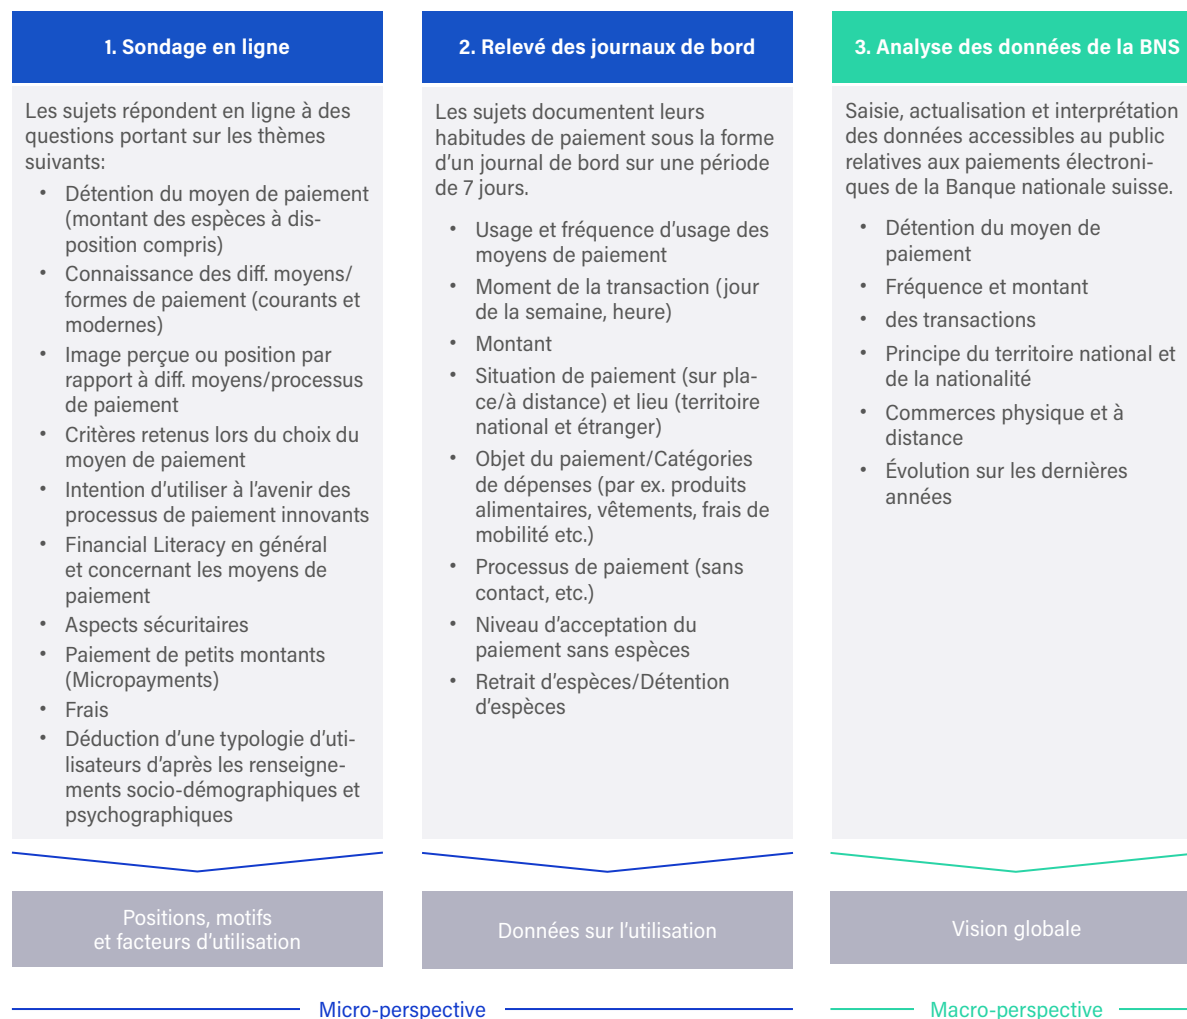 1. Sondage en ligne
Les sujets répondent en ligne à des
questions portant sur les thèmes
suivants:
• Détention du moyen de paiement
(montant des espèces à dis-
position compris)
• Connaissance des diff. moyens/
formes de paiement (courants et
modernes)
• Image perçue ou position par
rapport à diff. moyens/processus
de paiement
• Critères retenus lors du choix du
moyen de paiement
• Intention d’utiliser à l’avenir des
processus de paiement innovants
• Financial Literacy en général
et concernant les moyens de
paiement
• Aspects sécuritaires
• Paiement de petits montants
(Micropayments)
• Frais
• Déduction d’une typologie d’uti-
lisateurs d’après les renseigne-
ments socio-démographiques et
psychographiques
Positions, motifs
et facteurs d’utilisation
2. Relevé des journaux de bord
Les sujets documentent leurs
habitudes de paiement sous la forme
d’un journal de bord sur une période
de 7 jours.
• Usage et fréquence d’usage des
moyens de paiement
• Moment de la transaction (jour
de la semaine, heure)
• Montant
• Situation de paiement (sur pla-
ce/à distance) et lieu (territoire
national et étranger)
• Objet du paiement/Catégories
de dépenses (par ex. produits
alimentaires, vêtements, frais de
mobilité etc.)
• Processus de paiement (sans
contact, etc.)
• Niveau d’acceptation du
paiement sans espèces
• Retrait d’espèces/Détention
d’espèces
Données sur l’utilisation
3. Analyse des données de la BNS
Saisie, actualisation et interprétation
des données accessibles au public
relatives aux paiements électroni-
ques de la Banque nationale suisse.
• Détention du moyen de
paiement
• Fréquence et montant
• des transactions
• Principe du territoire national et
de la nationalité
• Commerces physique et à
distance
• Évolution sur les dernières
années
Vision globale
Micro-perspective
Macro-perspective